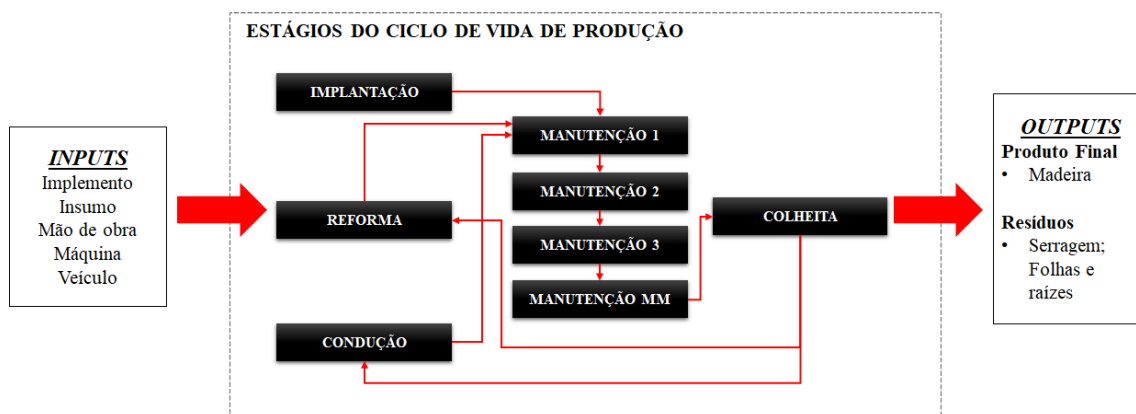 ESTÁGIOS DO CICLO DE VIDA DE PRODUÇÃO
INPUTS
Implemento
Insumo
Mão de obra
Máquina
Veículo
IMPLANTAÇÃO
REFORMA
CONDUÇÃO
MANUTENÇÃO 1
MANUTENÇÃO 2
MANUTENÇÃO 3
MANUTENÇÃO MM
COLHEITA
OUTPUTS
Produto Final
• Madeira
Resíduos
• Serragem;
Folhas e
raízes